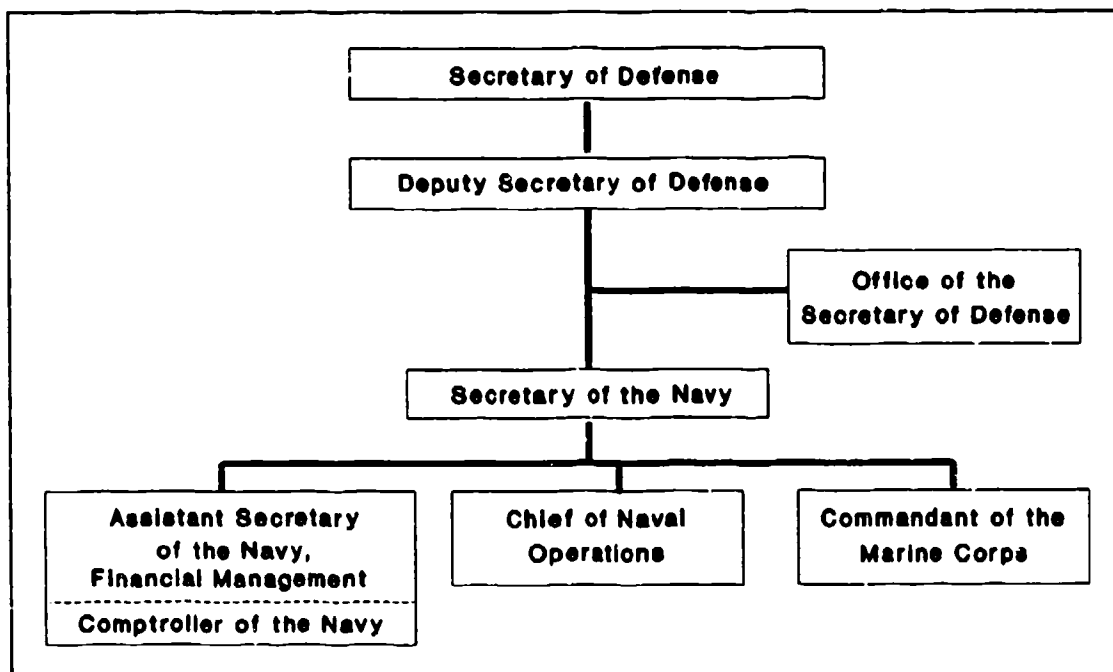 Secretary of Defense
Deputy Secretary of Defense
Office of the
Secretary of Defense
Secretary of the Navy
Assistant Secretary
of the Navy,
Financial Management
Comptroller of the Navy
Chief of Naval
Operations
Commandant of the
Marine Corps